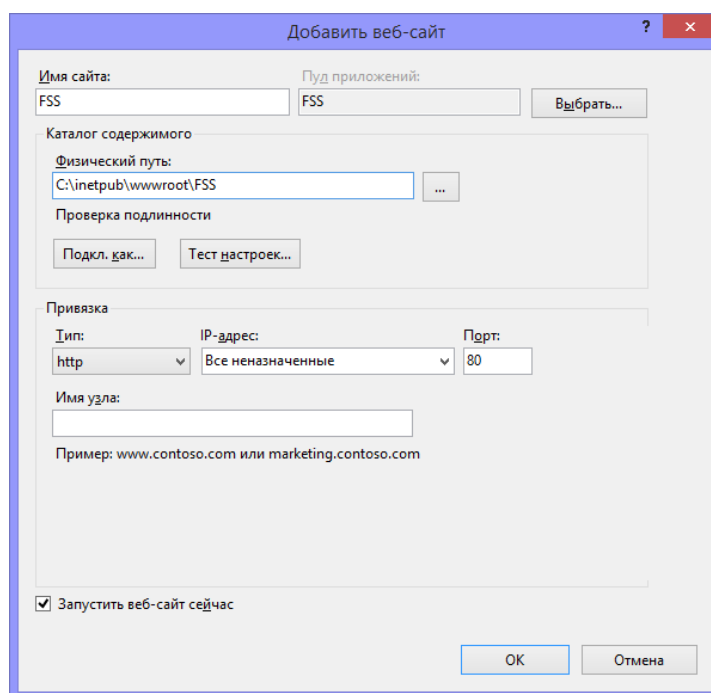 Добавить веб-сайт
?
Имя сайта:
Пул приложений:
FSS
FSS
Выбрать...
Каталог содержимого
Физический путь:
C:\inetpub\wwwroot\FSS
...
Проверка подлинности
Подкл. как...
Тест настроек...
Привязка
Тип:
IP-адрес:
Порт:
http
Все неназначенные
80
Имя узла:
Пример: www.contoso.com или marketing.contoso.com
Запустить веб-сайт сейчас
ОК
Отмена